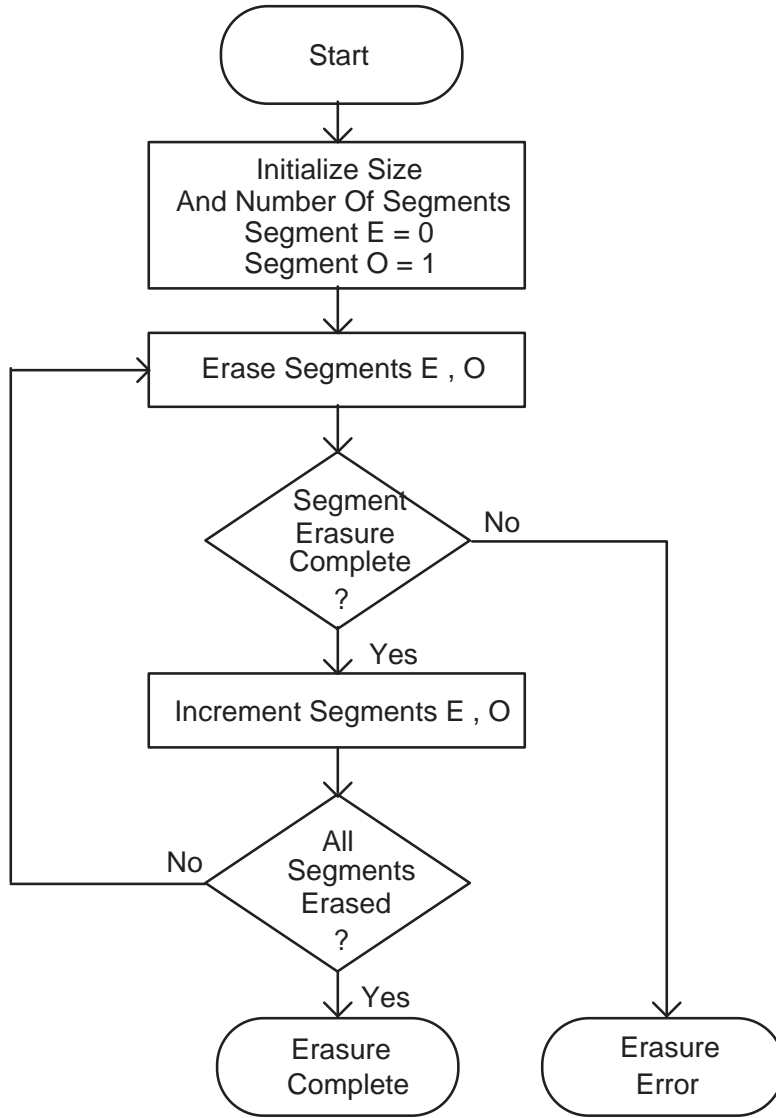 Start
Initialize Size
And Number Of Segments
Segment E = 0
Segment O = 1
Erase Segments E , O
Segment
Erasure
Complete
?
No
Yes
Increment Segments E , O
All
Segments
Erased
?
No
Yes
Erasure
Complete
Erasure
Error